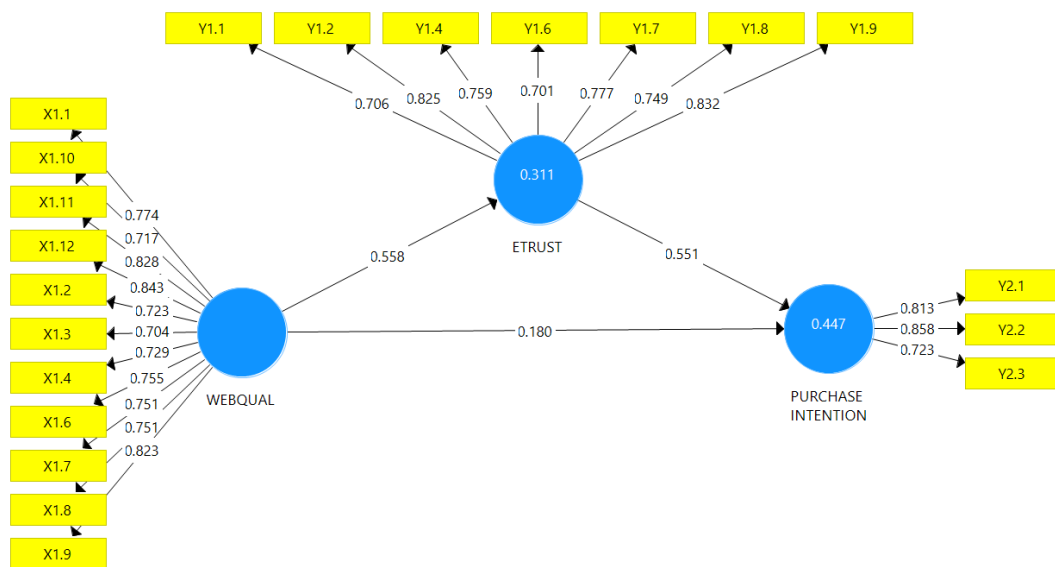 Y1.1
Y1.2
Y1.4
Y1.6
Y1.7
Y1.8
Y1.9
0.706
0.825
0.759
0.701
0.777
0.749
0.832
X1.1
X1.10
X1.11
X1.12
X1.2
X1.3
X1.4
X1.6
X1.7
X1.8
X1.9
0.774
0.717
0.828
0.843
0.723
0.704
0.729
0.755
0.751
0.751
0.823
0.311
ETRUST
0.558
0.551
0.180
WEBQUAL
0.447
PURCHASE
INTENTION
0.813
0.858
0.723
Y2.1
Y2.2
Y2.3